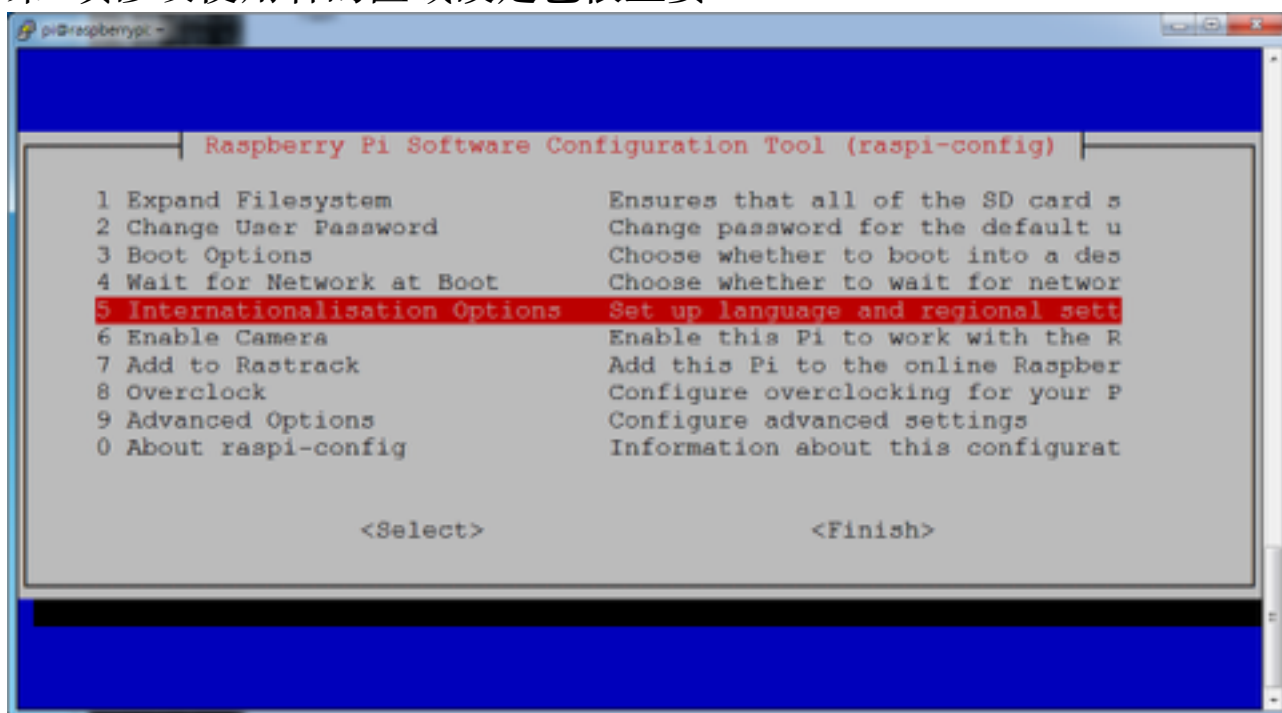 pi@raspberrypi: ~
Raspberry Pi Software Configuration Tool (raspi-config)
1 Expand Filesystem Ensures that all of the SD card s
2 Change User Password Change password for the default u
3 Boot Options Choose whether to boot into a des
4 Wait for Network at Boot Choose whether to wait for networ
5 Internationalisation Options Set up language and regional sett
6 Enable Camera Enable this Pi to work with the R
7 Add to Rastrack Add this Pi to the online Raspber
8 Overclock Configure overclocking for your P
9 Advanced Options Configure advanced settings
0 About raspi-config Information about this configurat
<Select> <Finish>